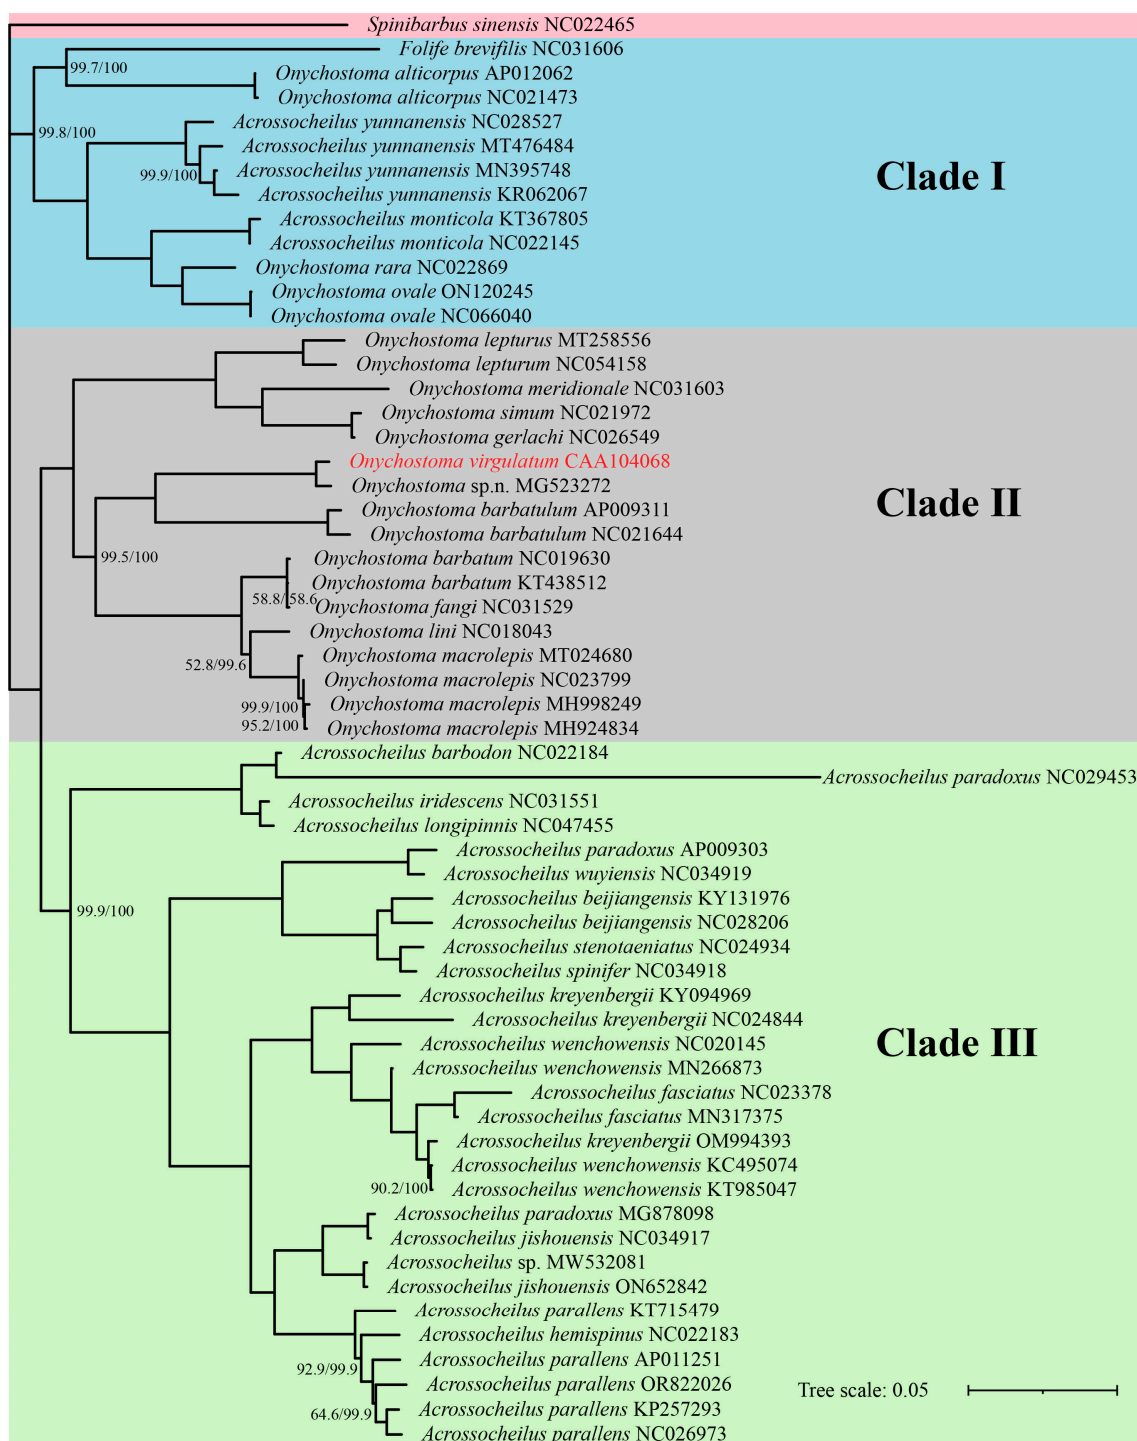 Spinibarbus sinensis NC022465
Folife brevifilis NC031606
99.7/100
Onychostoma alticorpus AP012062
Onychostoma alticorpus NC021473
Acrossocheilus yunnanensis NC028527
99.8/100
Acrossocheilus yunnanensis MT476484
Acrossocheilus yunnanensis MN395748
99.9/100
Clade I
Acrossocheilus yunnanensis KR062067
Acrossocheilus monticola KT367805
Acrossocheilus monticola NC022145
Onychostoma rara NC022869
Onychostoma ovale ON120245
Onychostoma ovale NC066040
Onychostoma lepturus MT258556
Onychostoma lepturum NC054158
Onychostoma meridionale NC031603
Onychostoma simum NC021972
Onychostoma gerlachi NC026549
Onychostoma virgulatum CAA104068
Onychostoma sp.n. MG523272
Clade II
Onychostoma barbatulum AP009311
Onychostoma barbatulum NC021644
99.5/100
Onychostoma barbatum NC019630
Onychostoma barbatum KT438512
58.8/58.6
Onychostoma fangi NC031529
Onychostoma lini NC018043
52.8/99.6
Onychostoma macrolepis MT024680
Onychostoma macrolepis NC023799
99.9/100
Onychostoma macrolepis MH998249
95.2/100
Onychostoma macrolepis MH924834
Acrossocheilus barbodon NC022184
Acrossocheilus paradoxus NC029453
Acrossocheilus iridescens NC031551
Acrossocheilus longipinnis NC047455
Acrossocheilus paradoxus AP009303
Acrossocheilus wuyiensis NC034919
Acrossocheilus beijiangensis KY131976
99.9/100
Acrossocheilus beijiangensis NC028206
Acrossocheilus stenotaeniatus NC024934
Acrossocheilus spinifer NC034918
Acrossocheilus kreyenbergii KY094969
Acrossocheilus kreyenbergii NC024844
Acrossocheilus wenchowensis NC020145
Clade III
Acrossocheilus wenchowensis MN266873
Acrossocheilus fasciatus NC023378
Acrossocheilus fasciatus MN317375
Acrossocheilus kreyenbergii OM994393
Acrossocheilus wenchowensis KC495074
90.2/100
Acrossocheilus wenchowensis KT985047
Acrossocheilus paradoxus MG878098
Acrossocheilus jishouensis NC034917
Acrossocheilus sp. MW532081
Acrossocheilus jishouensis ON652842
Acrossocheilus parallens KT715479
Acrossocheilus hemispinus NC022183
92.9/99.9
Acrossocheilus parallens AP011251
Acrossocheilus parallens OR822026
Tree scale: 0.05
64.6/99.9
Acrossocheilus parallens KP257293
Acrossocheilus parallens NC026973